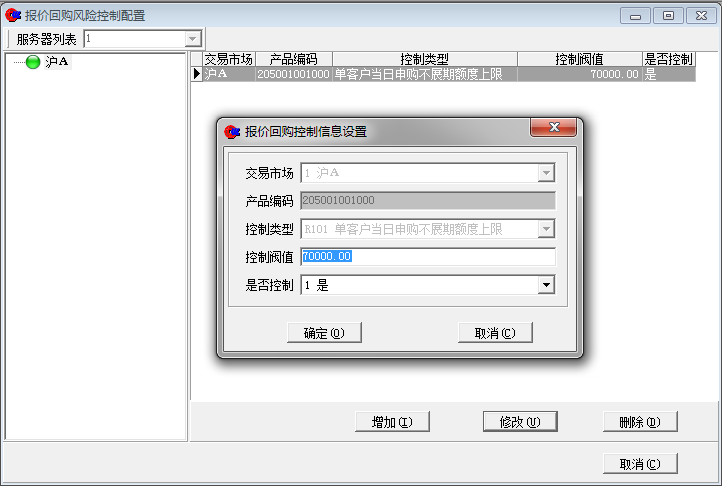 报价回购风险控制配置
服务器列表 1
沪A
交易市场 产品编码 控制类型 控制阀值 是否控制
沪A 205001001000 单客户当日申购不展期额度上限 70000.00 是
报价回购控制信息设置
交易市场 1 沪A
产品编码 205001001000
控制类型 R101 单客户当日申购不展期额度上限
控制阀值 70000.00
是否控制 1 是
确定(O) 取消(C)
增加(I) 修改(U) 删除(D)
取消(C)